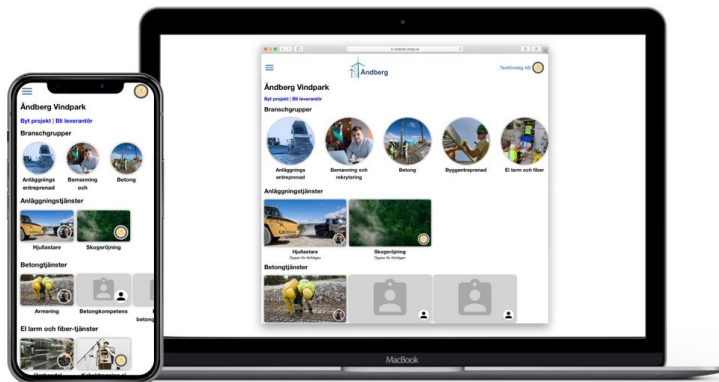 Åndberg Vindpark
Byt projekt | Bli leverantör
Branschgrupper
Anläggnings
entreprenad
Bemanning
och
Betong
Anläggningstjänster
Hjullastare
Skogsröjning
Betongtjänster
Armering
Betongkompetens
El larm och fiber-tjänster
Åndberg
Testföretag AB
Åndberg Vindpark
Byt projekt | Bli leverantör
Branschgrupper
Anläggnings
entreprenad
Bemanning och
rekrytering
Betong
Byggentreprenad
El larm och fiber
Anläggningstjänster
Hjullastare
Öppen för förfrågan
Skogsröjning
Öppen för förfrågan
Betongtjänster
MacBook